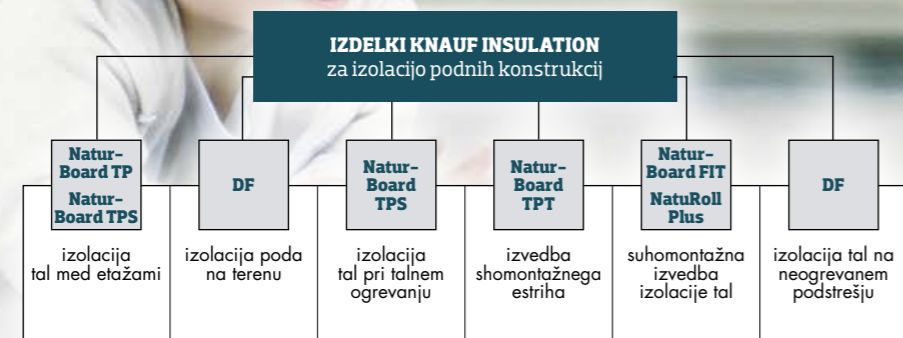 IZDELKI KNAUF INSULATION
za izolacijo podnih konstrukcij
Natur-
Board TP
Natur-
Board TPS
izolacija
tal med etažami
DF
izolacija poda
na terenu
Natur-
Board
TPS
izolacija
tal pri talnem
ogrevanju
Natur-
Board
TPT
izvedba
shomontažnega
estriha
Natur-
Board FIT
NatuRoll
Plus
suhomontažna
izvedba
izolacije tal
DF
izolacija tal na
neogrevanem
podstrešju